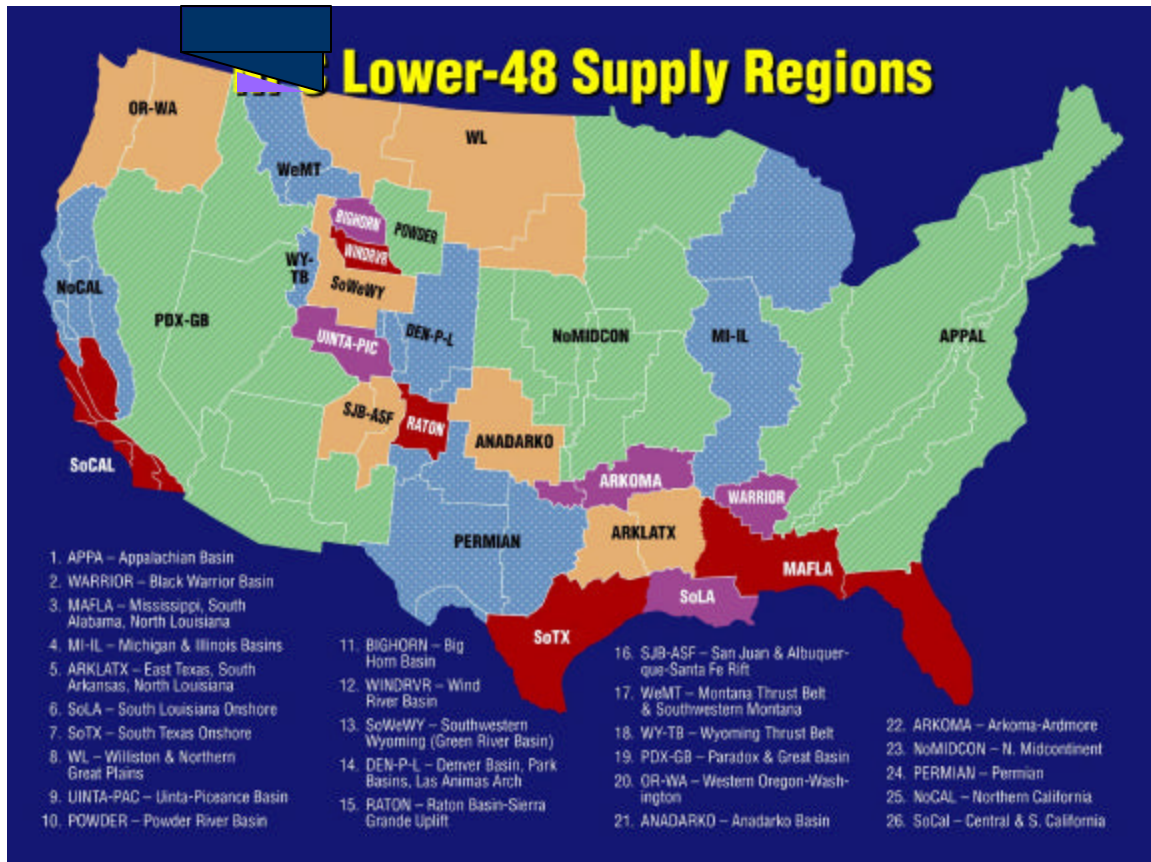 Lower-48 Supply Regions
OR-WA
WL
WeMT
BIGHORN
POWDER
WINDRVR
WY-
TB
SoWeWY
NoCAL
PDX-GB
UINTA-PIC
DEN-P-L
NoMIDCON
MI-IL
APPAL
SJB-ASF
RATON
ANADARKO
SoCAL
ARKOMA
WARRIOR
PERMIAN
ARKLATX
MAFLA
SoLA
SoTX
1. APPA – Appalachian Basin
2. WARRIOR – Black Warrior Basin
3. MAFLA – Mississippi, South
Alabama, North Louisiana
4. MI-IL – Michigan & Illinois Basins
5. ARKLATX – East Texas, South
Arkansas, North Louisiana
6. SoLA – South Louisiana Onshore
7. SoTX – South Texas Onshore
8. WL – Williston & Northern
Great Plains
9. UINTA-PAC – Uinta-Piceance Basin
10. POWDER – Powder River Basin
11. BIGHORN – Big
Horn Basin
12. WINDRVR – Wind
River Basin
13. SoWeWY – Southwestern
Wyoming (Green River Basin)
14. DEN-P-L – Denver Basin, Park
Basins, Las Animas Arch
15. RATON – Raton Basin-Sierra
Grande Uplift
16. SJB-ASF – San Juan & Albuquer-
que-Santa Fe Rift
17. WeMT – Montana Thrust Belt
& Southwestern Montana
18. WY-TB – Wyoming Thrust Belt
19. PDX-GB – Paradox & Great Basin
20. OR-WA – Western Oregon-Wash-
ington
21. ANADARKO – Anadarko Basin
22. ARKOMA – Arkoma-Ardmore
23. NoMIDCON – N. Midcontinent
24. PERMIAN – Permian
25. NoCAL – Northern California
26. SoCal – Central & S. California